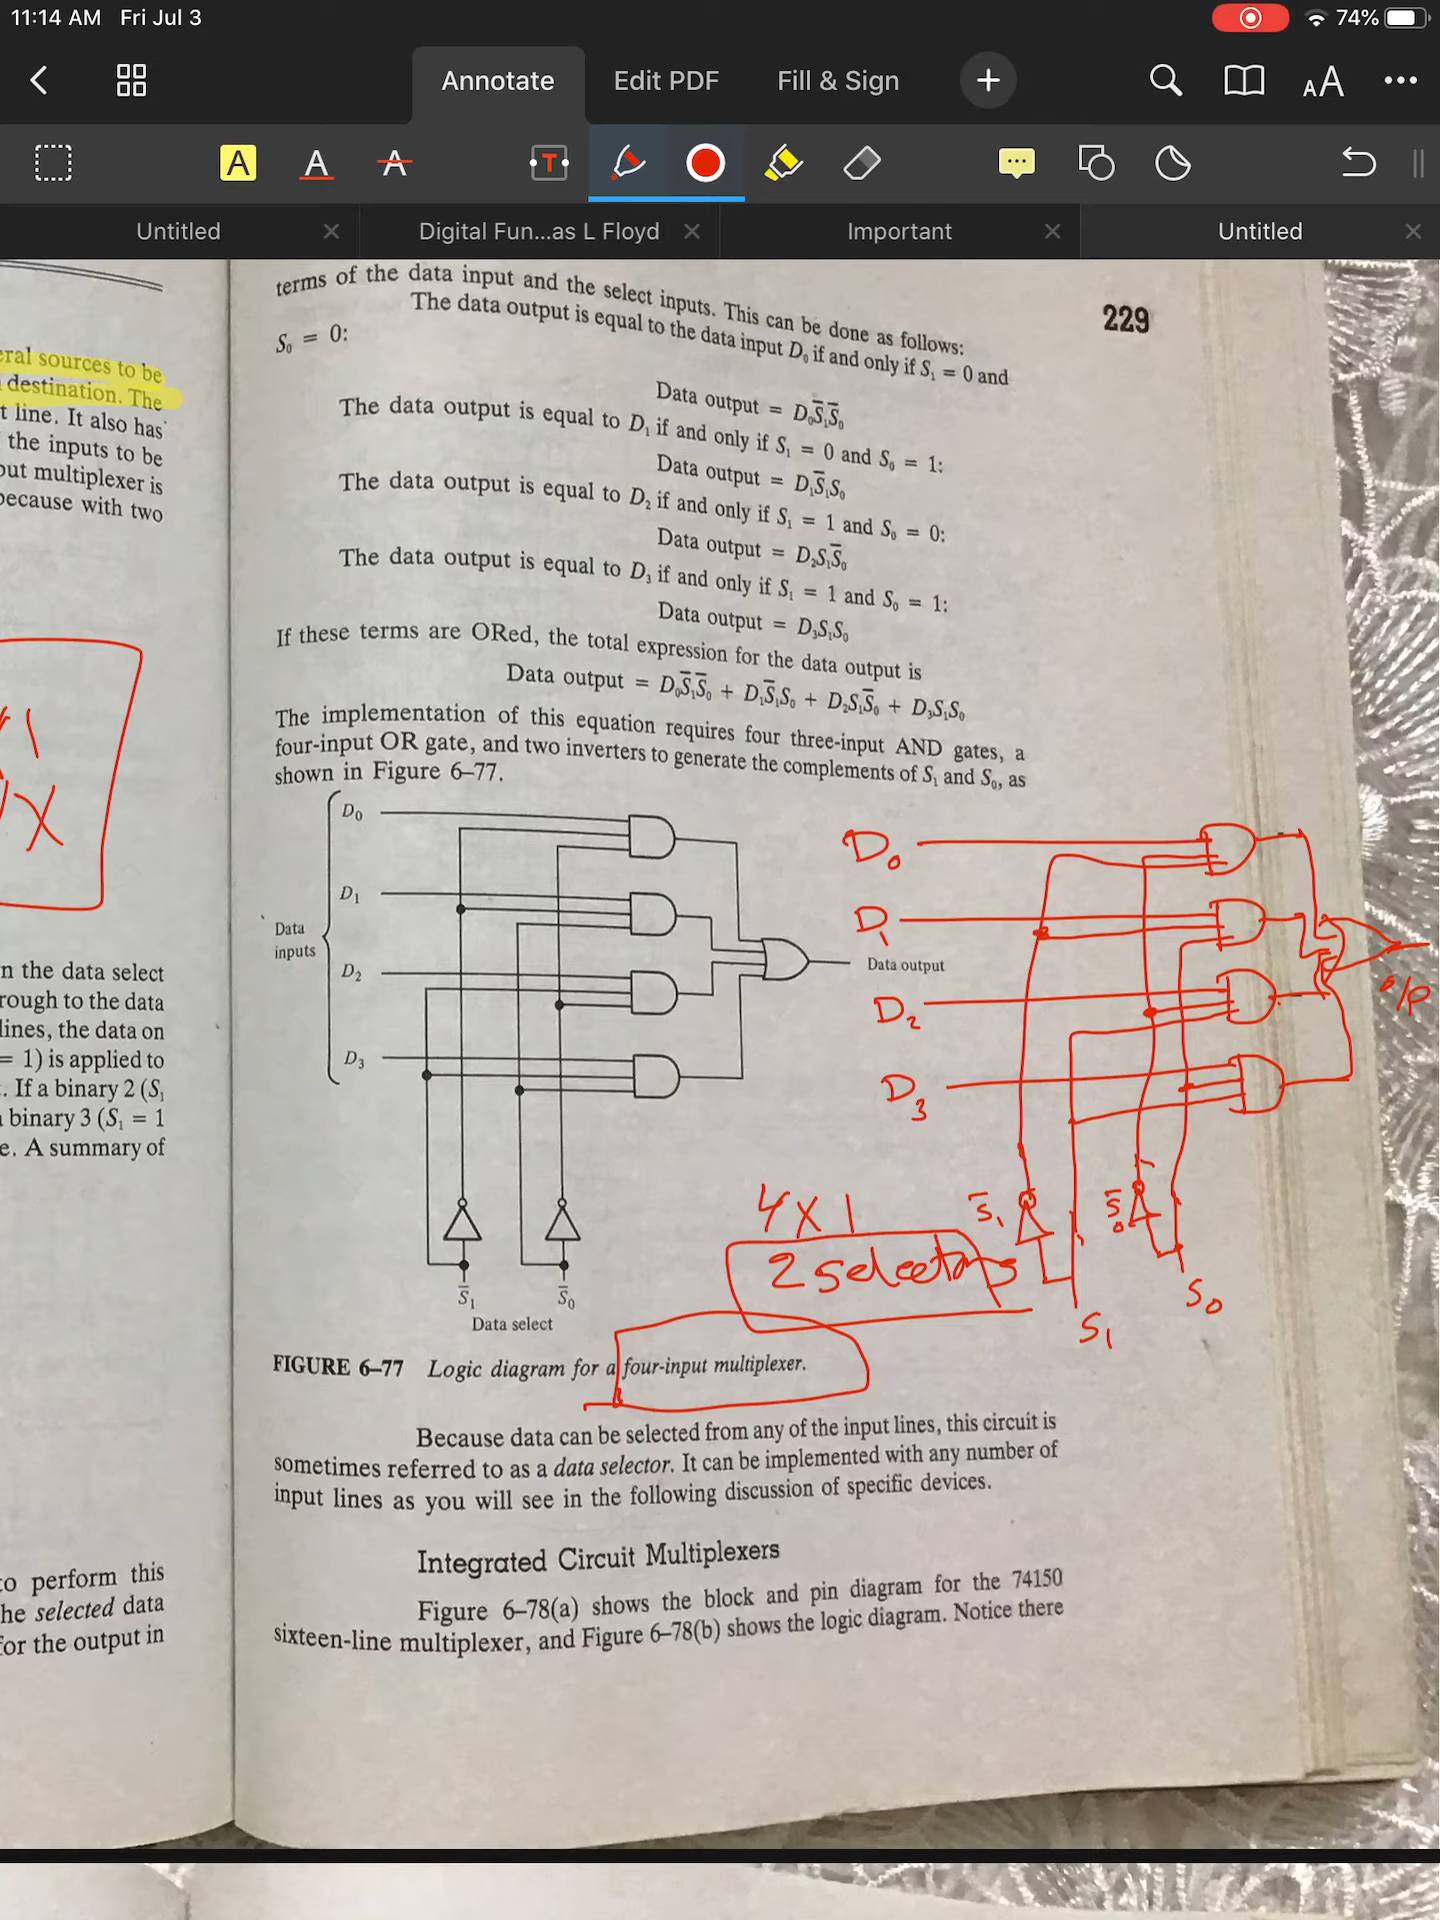 11:14 AM Fri Jul 3
74%
Annotate
Edit PDF
Fill & Sign
Untitled
Digital Fun...as L Floyd
Important
Untitled
eral sources to be
destination. The
t line. It also has
the inputs to be
out multiplexer is
because with two
n the data select
rough to the data
lines, the data on
= 1) is applied to
. If a binary 2 (S₁
binary 3 (S₁ = 1
e. A summary of
to perform this
he selected data
for the output in
229
terms of the data input and the select inputs. This can be done as follows:
The data output is equal to the data input D₀ if and only if S₁ = 0 and
S₀ = 0:
Data output = D₀S̅₁S̅₀
The data output is equal to D₁ if and only if S₁ = 0 and S₀ = 1:
Data output = D₁S̅₁S₀
The data output is equal to D₂ if and only if S₁ = 1 and S₀ = 0:
Data output = D₂S₁S̅₀
The data output is equal to D₃ if and only if S₁ = 1 and S₀ = 1:
Data output = D₃S₁S₀
If these terms are ORed, the total expression for the data output is
Data output = D₀S̅₁S̅₀ + D₁S̅₁S₀ + D₂S₁S̅₀ + D₃S₁S₀
The implementation of this equation requires four three-input AND gates, a
four-input OR gate, and two inverters to generate the complements of S₁ and S₀, as
shown in Figure 6–77.
D₀
D₁
Data
inputs
D₂
D₃
Data output
S̅₁
S̅₀
Data select
D₀
D₁
D₂
D₃
O/P
S̅₁
S̅₀
S₁
S₀
4 X 1
2 selectors
FIGURE 6–77 Logic diagram for a four-input multiplexer.
Because data can be selected from any of the input lines, this circuit is
sometimes referred to as a data selector. It can be implemented with any number of
input lines as you will see in the following discussion of specific devices.
Integrated Circuit Multiplexers
Figure 6–78(a) shows the block and pin diagram for the 74150
sixteen-line multiplexer, and Figure 6–78(b) shows the logic diagram. Notice there